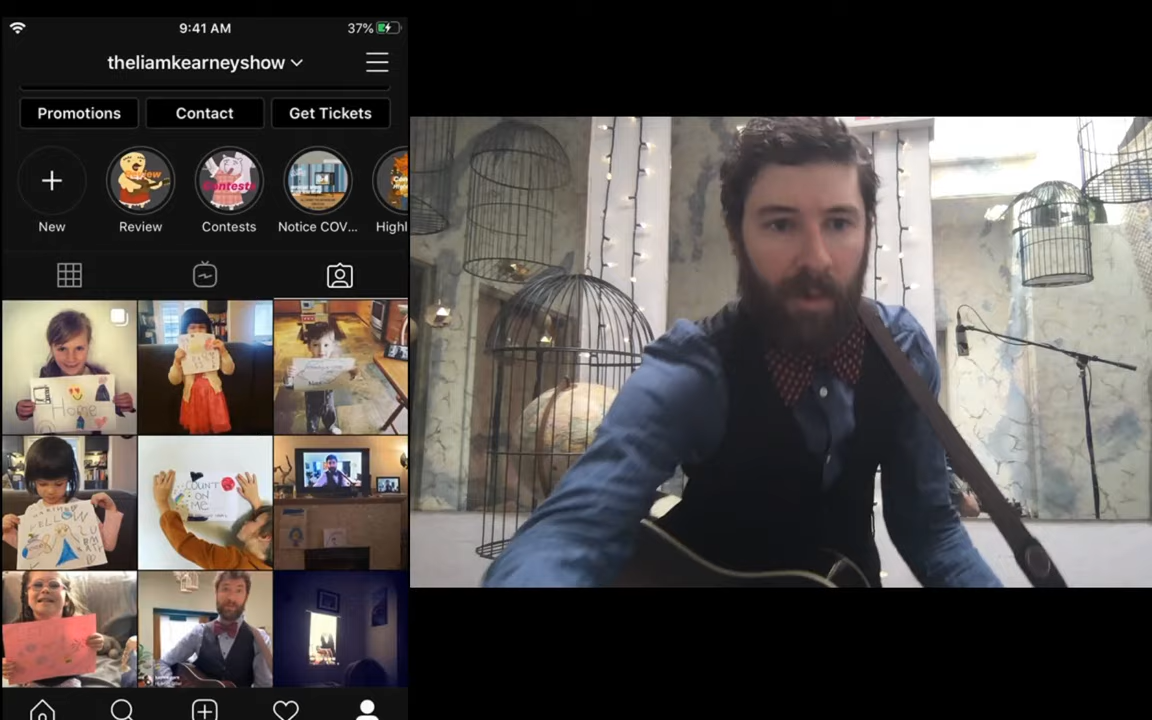 9:41 AM
37%
theliamkearneyshow
Promotions
Contact
Get Tickets
New
Review
Contests
Notice COV...
Highl
Home
COUNT
ON
ME
YELLOW